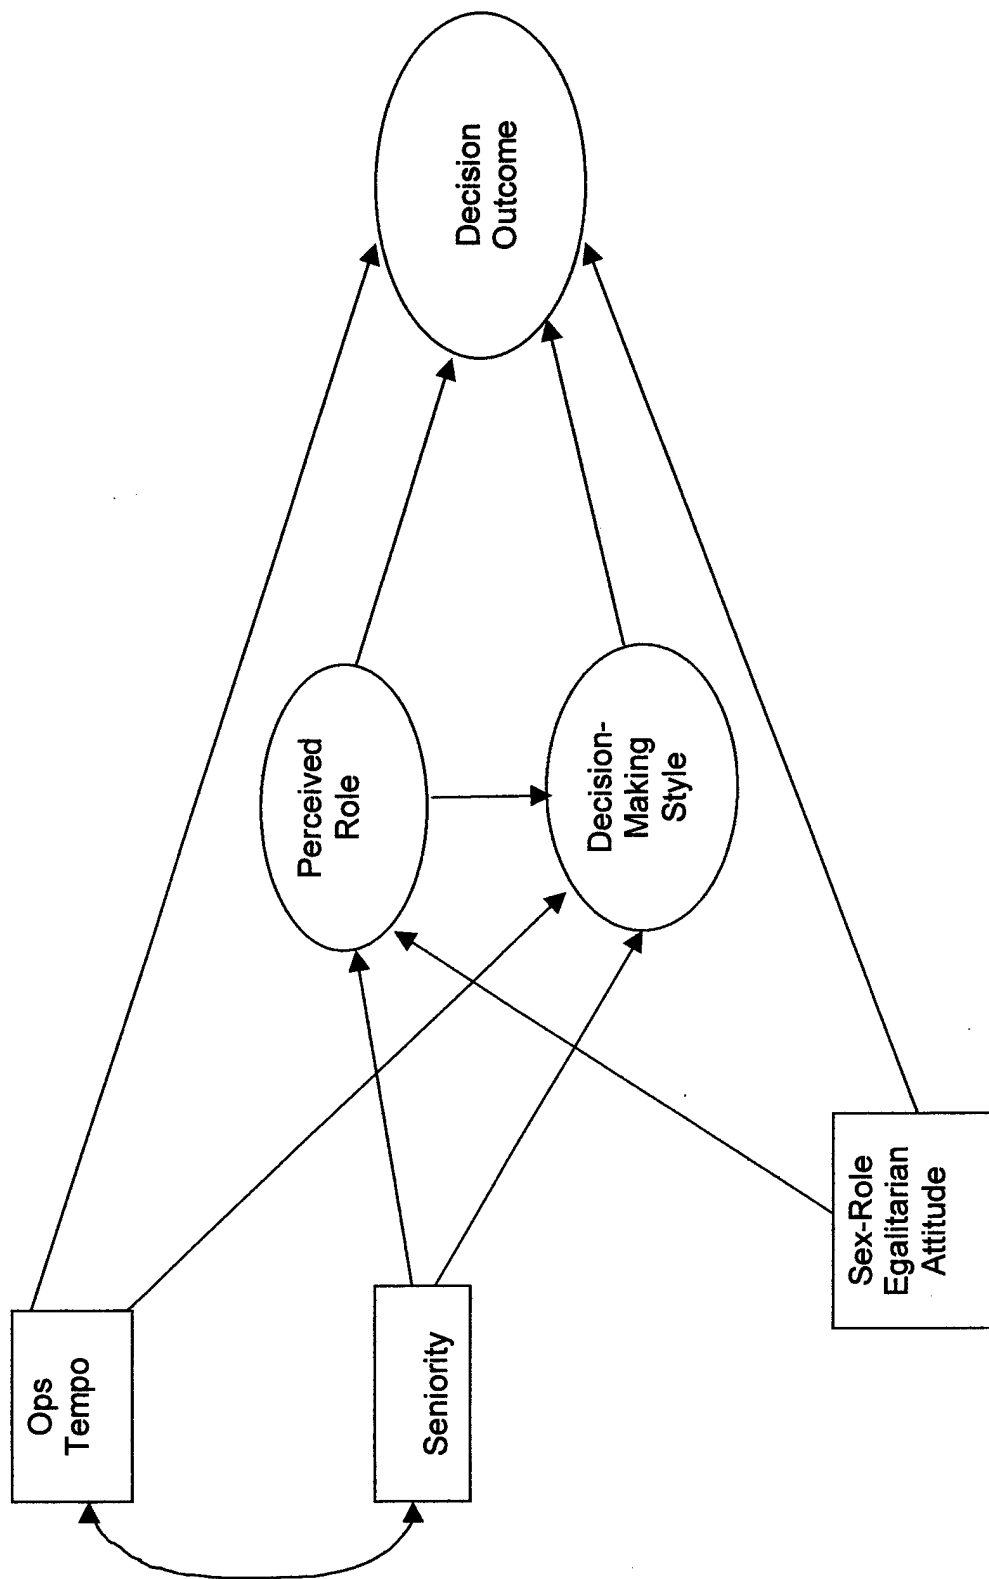 Ops
Tempo
Seniority
Sex-Role
Egalitarian
Attitude
Perceived
Role
Decision-
Making
Style
Decision
Outcome